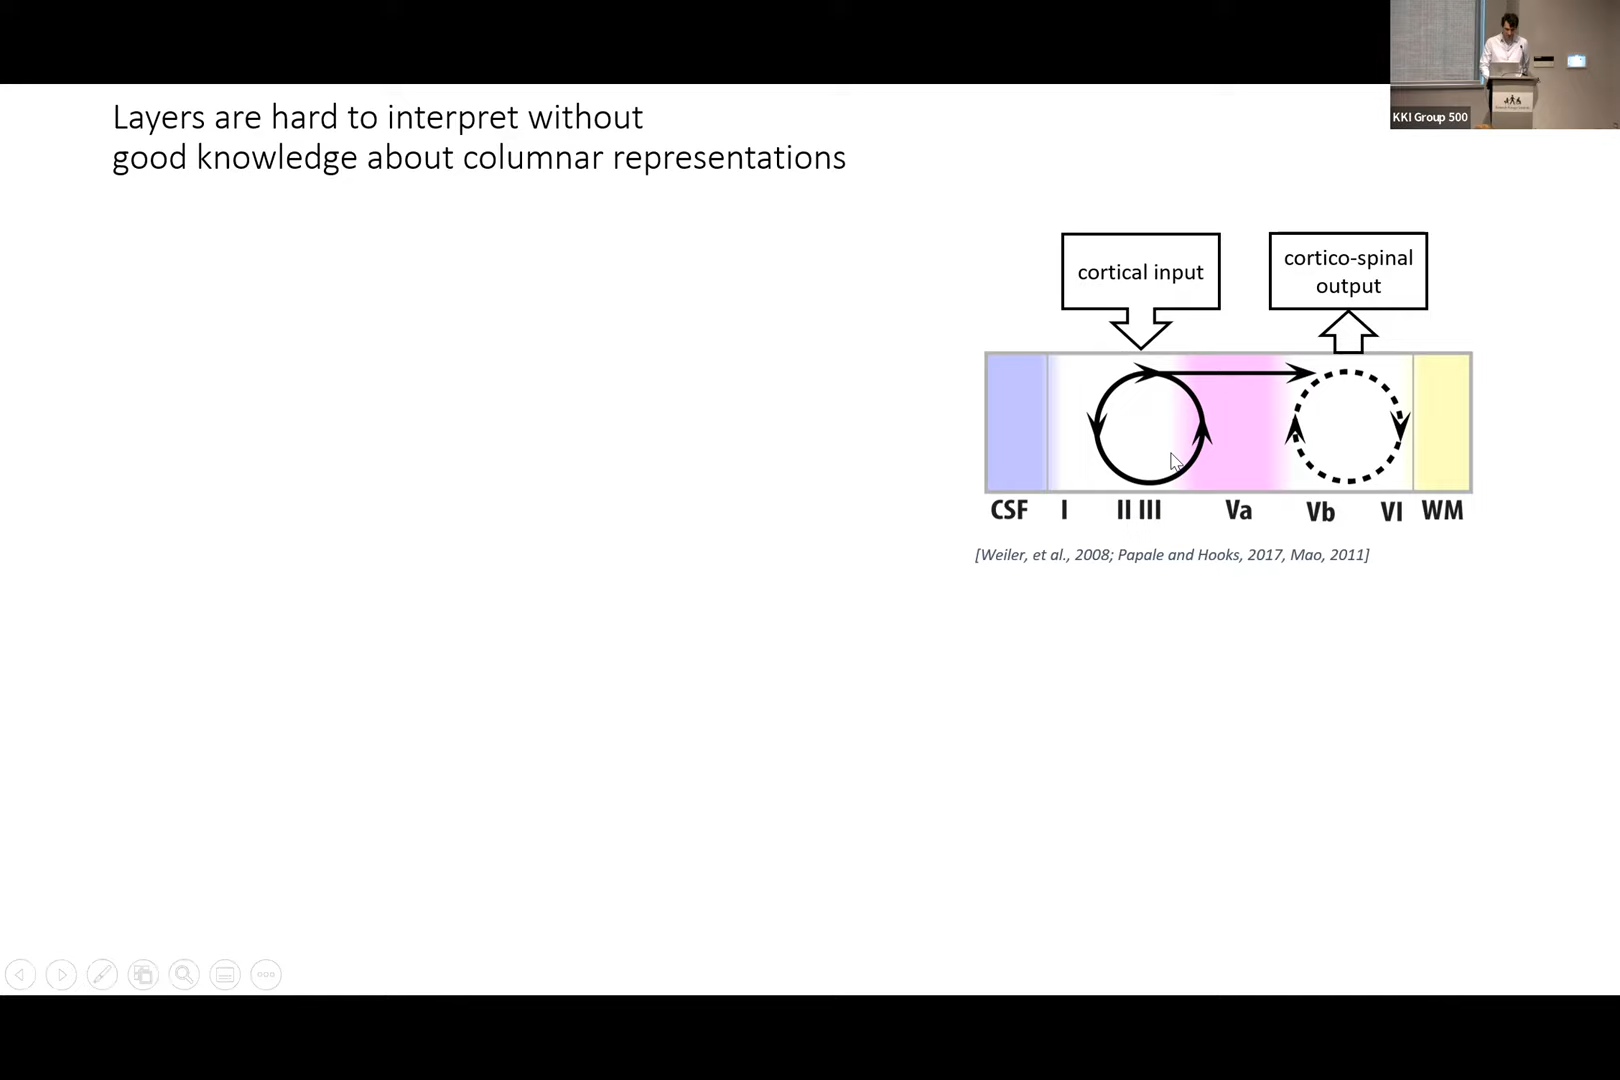 KKI Group 500
Layers are hard to interpret without
good knowledge about columnar representations
cortical input
cortico-spinal
output
CSF I II III Va Vb VI WM
[Weiler, et al., 2008; Papale and Hooks, 2017, Mao, 2011]